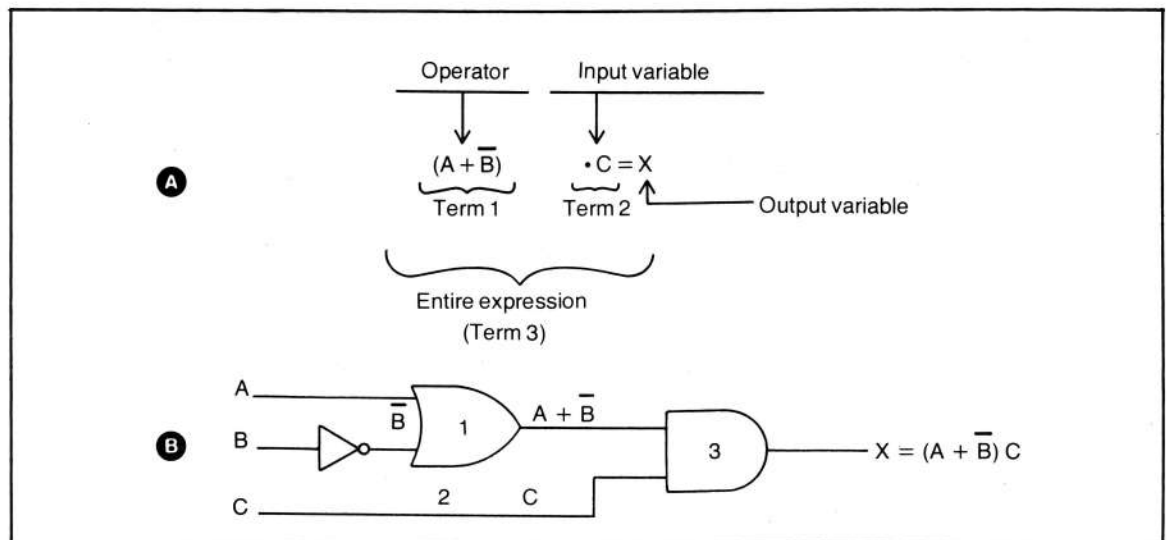 Operator Input variable
A
(A + B̅) · C = X
Term 1 Term 2 Output variable
Entire expression
(Term 3)
B
A
B̅ 1 A + B̅
B
3 X = (A + B̅) C
C 2 C